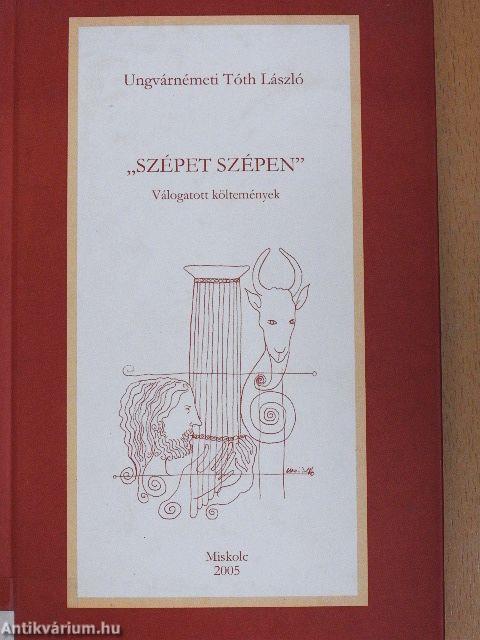 Ungvárnémeti Tóth László
„SZÉPET SZÉPEN”
Válogatott költemények
Miskolc
2005
Antikvárium.hu